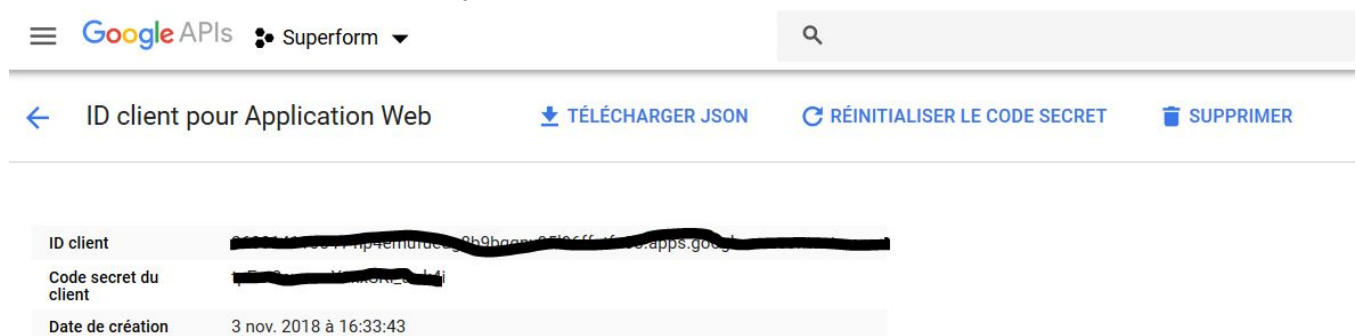 Google APIs Superform
ID client pour Application Web TÉLÉCHARGER JSON RÉINITIALISER LE CODE SECRET SUPPRIMER
ID client
Code secret du
client
Date de création 3 nov. 2018 à 16:33:43